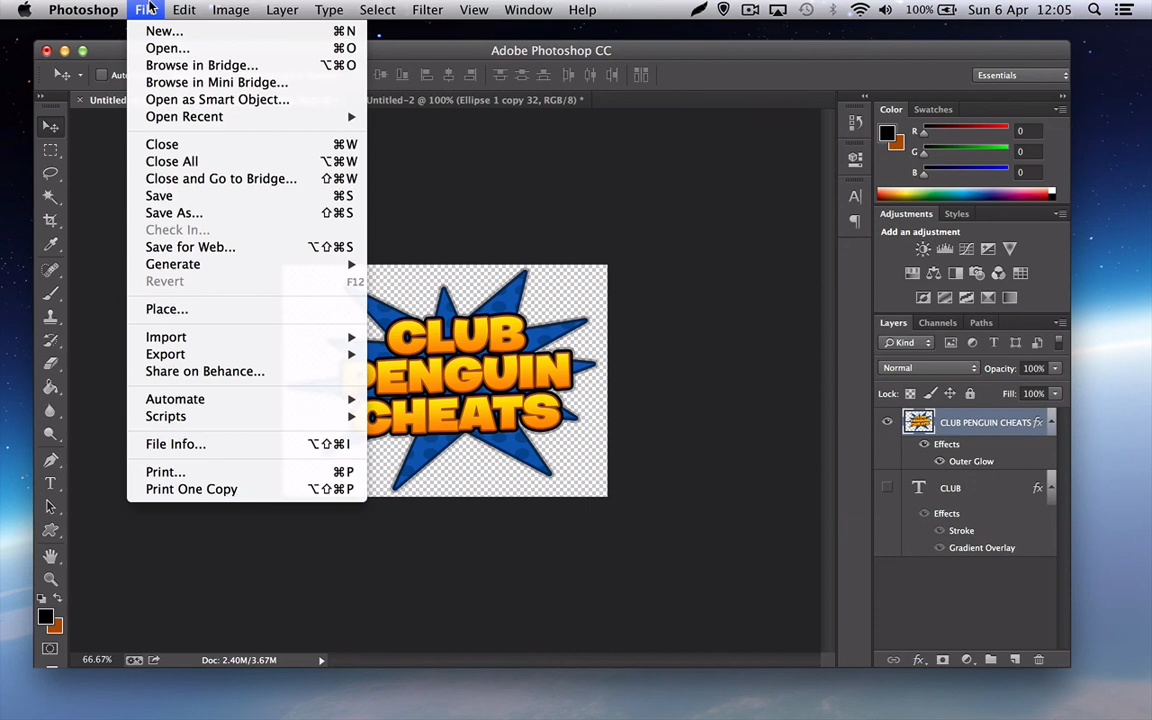 Photoshop File Edit Image Layer Type Select Filter View Window Help 100% Sun 6 Apr 12:05
Adobe Photoshop CC
Essentials
Untitled-2 @ 100% (Ellipse 1 copy 32, RGB/8) *
New... ⌘N
Open... ⌘O
Browse in Bridge... ⌥⌘O
Browse in Mini Bridge...
Open as Smart Object...
Open Recent
Close ⌘W
Close All ⌥⌘W
Close and Go to Bridge... ⇧⌘W
Save ⌘S
Save As... ⇧⌘S
Check In...
Save for Web... ⌥⇧⌘S
Generate
Revert F12
Place...
Import
Export
Share on Behance...
Automate
Scripts
File Info... ⌥⇧⌘I
Print... ⌘P
Print One Copy ⌥⇧⌘P
CLUB
PENGUIN
CHEATS
Color Swatches
R 0
G 0
B 0
Adjustments Styles
Add an adjustment
Layers Channels Paths
Kind
Normal Opacity: 100%
Lock: Fill: 100%
CLUB PENGUIN CHEATS fx
Effects
Outer Glow
T CLUB fx
Effects
Stroke
Gradient Overlay
66.67% Doc: 2.40M/3.67M